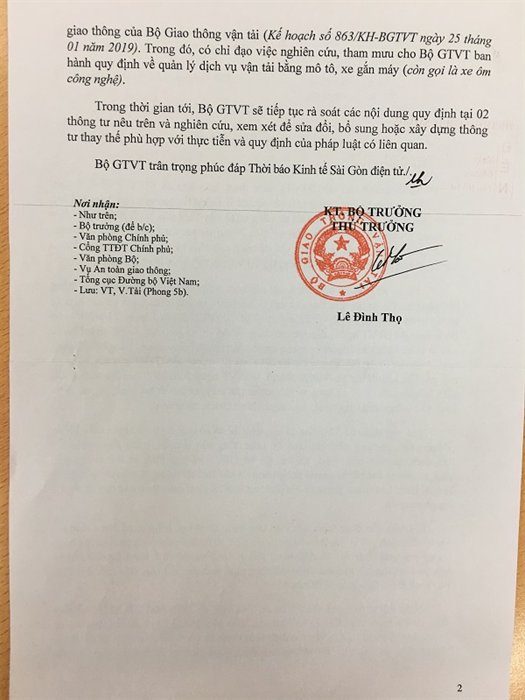 giao thông của Bộ Giao thông vận tải (Kế hoạch số 863/KH-BGTVT ngày 25 tháng
01 năm 2019). Trong đó, có chỉ đạo việc nghiên cứu, tham mưu cho Bộ GTVT ban
hành quy định về quản lý dịch vụ vận tải bằng mô tô, xe gắn máy (còn gọi là xe ôm
công nghệ).
Trong thời gian tới, Bộ GTVT sẽ tiếp tục rà soát các nội dung quy định tại 02
thông tư nêu trên và nghiên cứu, xem xét để sửa đổi, bổ sung hoặc xây dựng thông
tư thay thế phù hợp với thực tiễn và quy định của pháp luật có liên quan.
Bộ GTVT trân trọng phúc đáp Thời báo Kinh tế Sài Gòn điện tử./.
Nơi nhận:
- Như trên;
- Bộ trưởng (để b/c);
- Văn phòng Chính phủ;
- Cổng TTĐT Chính phủ;
- Văn phòng Bộ;
- Vụ An toàn giao thông;
- Tổng cục Đường bộ Việt Nam;
- Lưu: VT, V.Tải (Phong 5b).
KT. BỘ TRƯỞNG
THỨ TRƯỞNG
BỘ GIAO THÔNG VẬN TẢI
Lê Đình Thọ
2